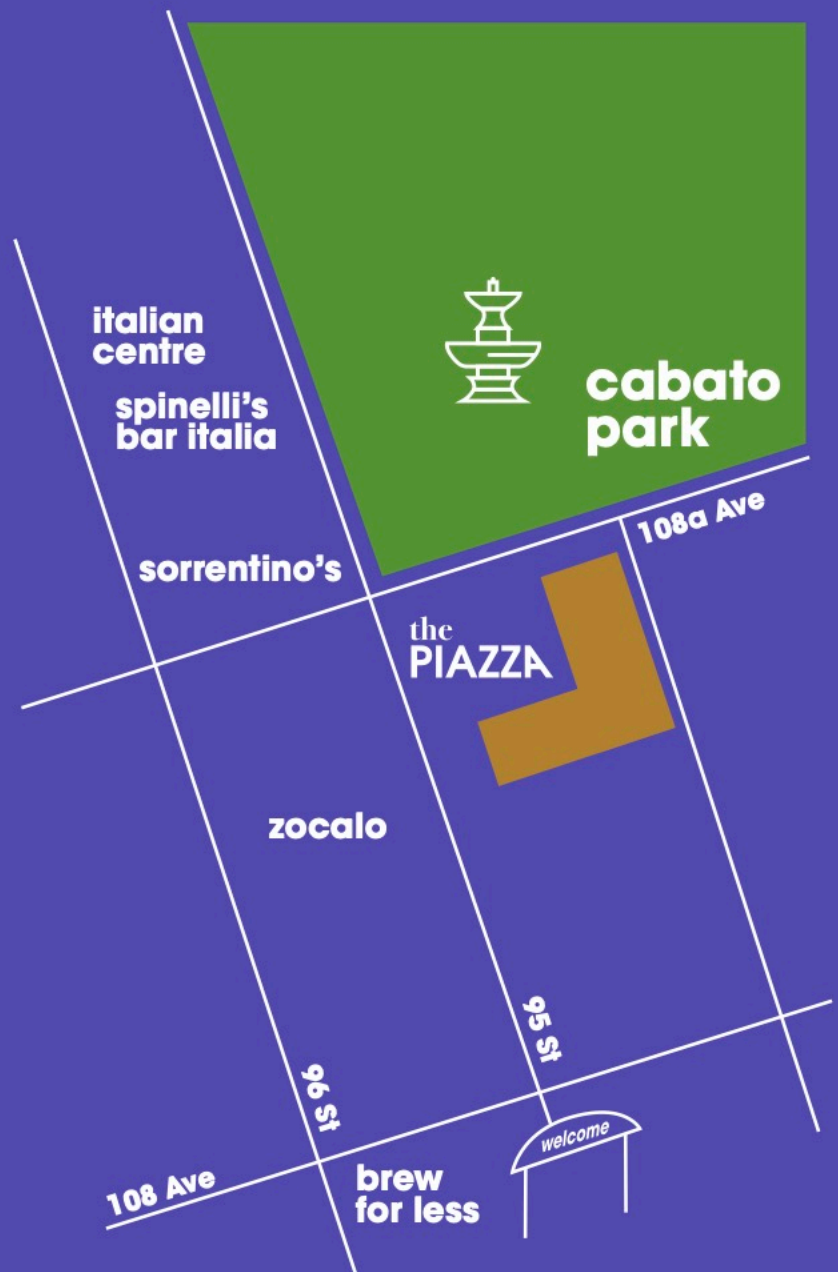 italian
centre
spinelli's
bar italia
cabato
park
108a Ave
sorrentino's
the
PIAZZA
zocalo
95 St
96 St
welcome
108 Ave
brew
for less